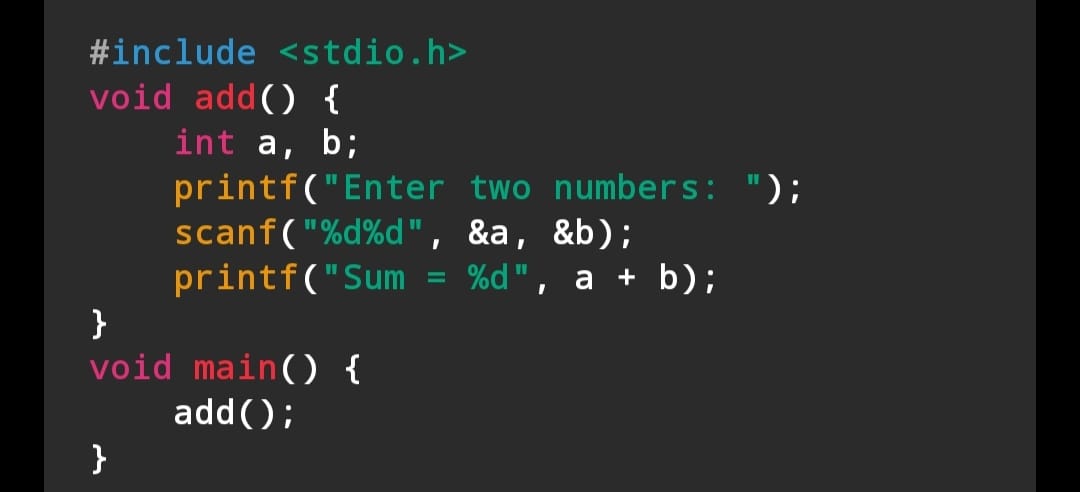 #include <stdio.h>
void add() {
    int a, b;
    printf("Enter two numbers: ");
    scanf("%d%d", &a, &b);
    printf("Sum = %d", a + b);
}
void main() {
    add();
}